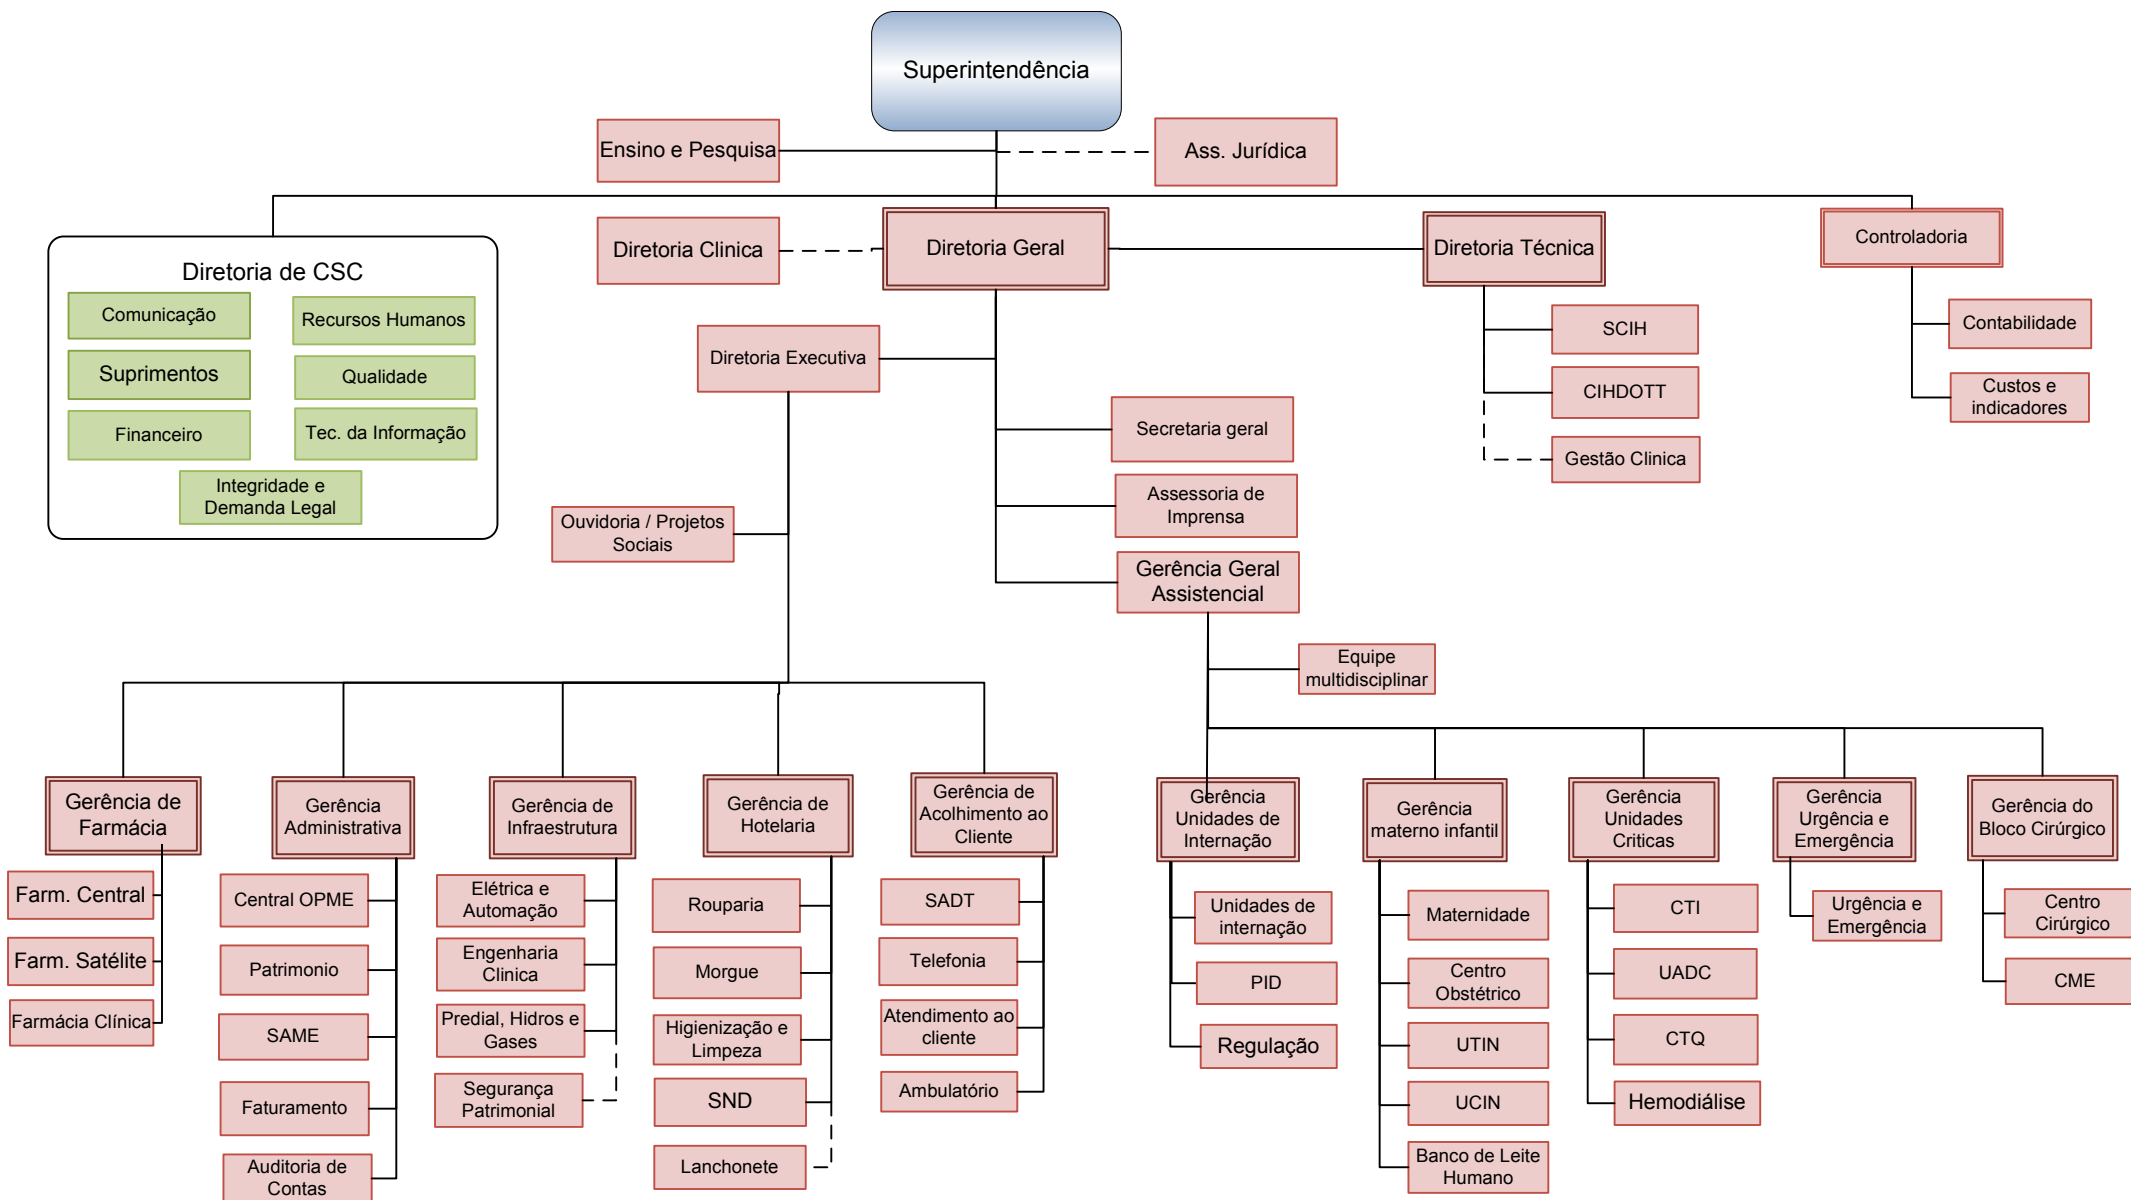 Superintendência
Ensino e Pesquisa
Ass. Jurídica
Diretoria de CSC
Comunicação
Recursos Humanos
Suprimentos
Qualidade
Financeiro
Tec. da Informação
Integridade e
Demanda Legal
Diretoria Clinica
Diretoria Geral
Diretoria Técnica
Controladoria
SCIH
CIHDOTT
Gestão Clinica
Contabilidade
Custos e
indicadores
Diretoria Executiva
Secretaria geral
Assessoria de
Imprensa
Ouvidoria / Projetos
Sociais
Gerência Geral
Assistencial
Equipe
multidisciplinar
Gerência de
Farmácia
Farm. Central
Farm. Satélite
Farmácia Clínica
Gerência
Administrativa
Central OPME
Patrimonio
SAME
Faturamento
Auditoria de
Contas
Gerência de
Infraestrutura
Elétrica e
Automação
Engenharia
Clinica
Predial, Hidros e
Gases
Segurança
Patrimonial
Gerência de
Hotelaria
Rouparia
Morgue
Higienização e
Limpeza
SND
Lanchonete
Gerência de
Acolhimento ao
Cliente
SADT
Telefonia
Atendimento ao
cliente
Ambulatório
Gerência
Unidades de
Internação
Unidades de
internação
PID
Regulação
Gerência
materno infantil
Maternidade
Centro
Obstétrico
UTIN
UCIN
Banco de Leite
Humano
Gerência
Unidades
Criticas
CTI
UADC
CTQ
Hemodiálise
Gerência
Urgência e
Emergência
Urgência e
Emergência
Gerência do
Bloco Cirúrgico
Centro
Cirúrgico
CME